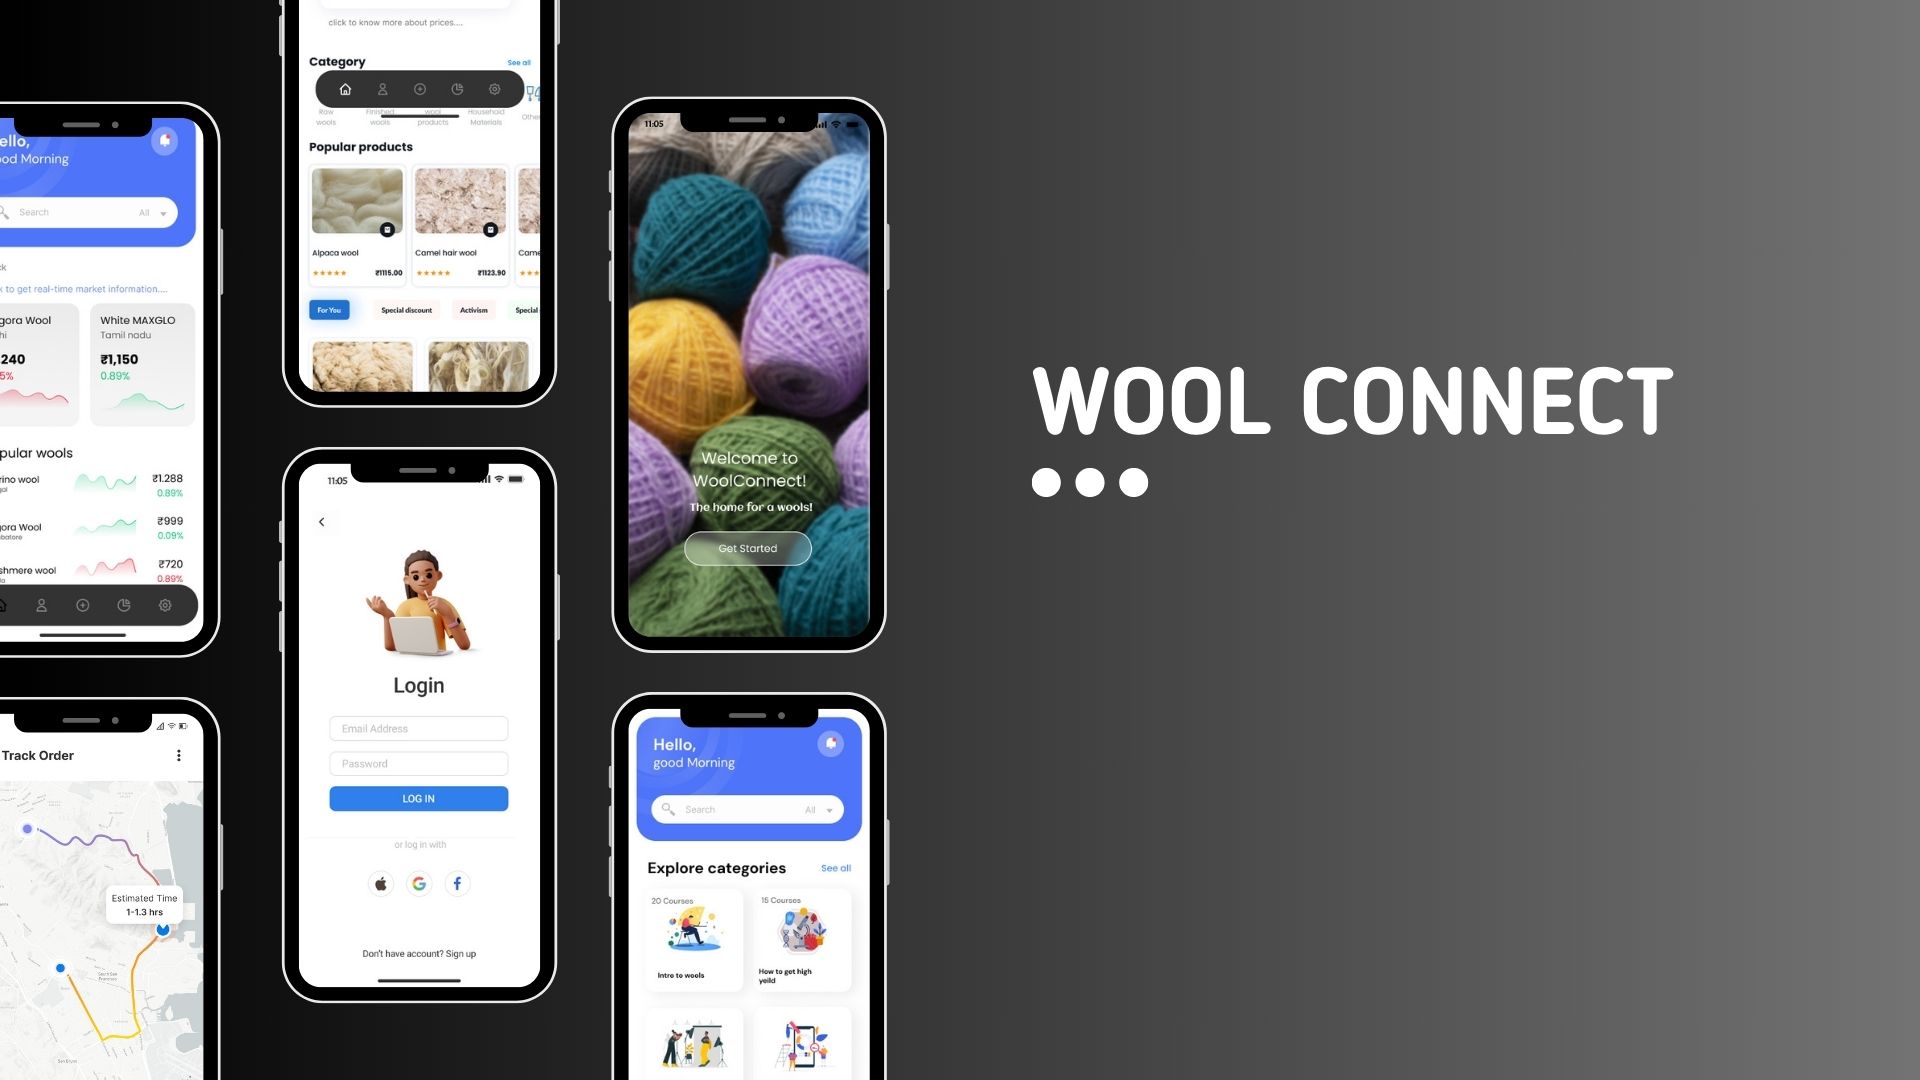 ello,
ood Morning
Search
All
k to get real-time market information....
gora Wool
hi
240
5%
White MAXGLO
Tamil nadu
₹1,150
0.89%
pular wools
rino wool
₹1.288
0.89%
gora Wool
batore
₹999
0.09%
shmere wool
₹720
0.89%
Track Order
Estimated Time
1-1.3 hrs
South San
Francisco
San Bruno
click to know more about prices....
Category
See all
Raw
wools
Finished
wools
wool
products
Household
Materials
Other
Popular products
Alpaca wool
₹1115.00
Camel hair wool
₹1123.90
Came
For You
Special discount
Activism
Special
11:05
Login
Email Address
Password
LOG IN
or log in with
Don't have account? Sign up
11:05
Welcome to
WoolConnect!
The home for a wools!
Get Started
Hello,
good Morning
Search
All
Explore categories
See all
20 Courses
Intro to wools
15 Courses
How to get high
yeild
WOOL CONNECT